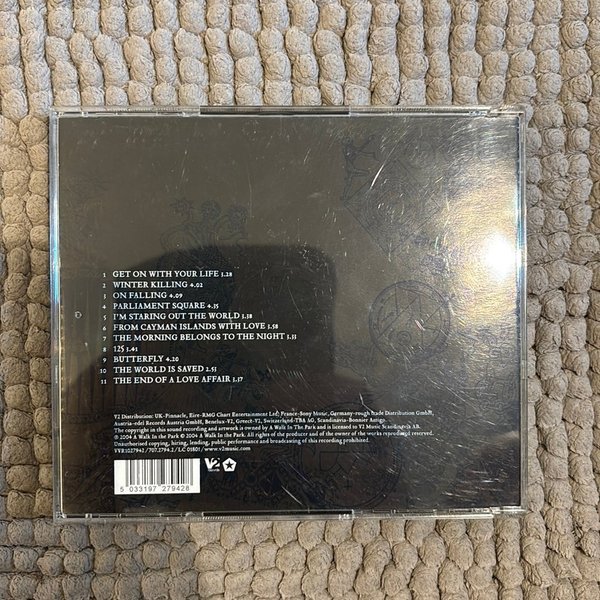 1 GET ON WITH YOUR LIFE 3.28
2 WINTER KILLING 4.02
3 ON FALLING 4.09
4 PARLIAMENT SQUARE 4.35
5 I'M STARING OUT THE WORLD 3.18
6 FROM CAYMAN ISLANDS WITH LOVE 3.58
7 THE MORNING BELONGS TO THE NIGHT 3.33
8 125 3.41
9 BUTTERFLY 4.20
10 THE WORLD IS SAVED 2.51
11 THE END OF A LOVE AFFAIR 3.17
V2 Distribution: UK-Pinnacle, Eire-RMG Chart Entertainment Ltd, France-Sony Music, Germany-rough trade Distribution GmbH,
Austria-edel Records Austria GmbH, Benelux-V2, Greece-V2, Switzerland-TBA AG, Scandinavia-Bonnier Amigo.
The copyright in this sound recording and artwork is owned by A Walk In The Park and is licensed to V2 Music Scandinavia AB.
℗ 2004 A Walk In the Park © 2004 A Walk In the Park. All rights of the producer and of the owner of the works reproduced reserved.
Unauthorised copying, hiring, lending, public performance and broadcasting of this recording prohibited.
VVR1027942 / 707.2794.2 / LC 01801 / www.v2music.com
5 033197 279428
V2